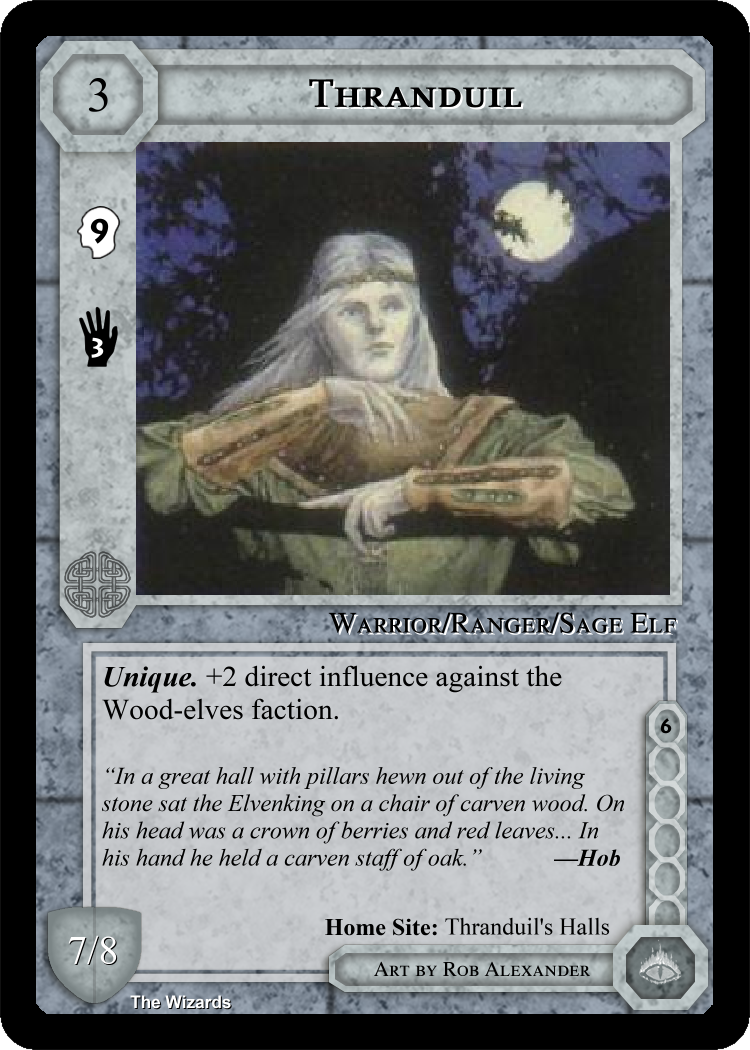 3
Thranduil
9
3
Warrior/Ranger/Sage Elf
Unique. +2 direct influence against the
Wood-elves faction.
6
“In a great hall with pillars hewn out of the living
stone sat the Elvenking on a chair of carven wood. On
his head was a crown of berries and red leaves... In
his hand he held a carven staff of oak.” —Hob
Home Site: Thranduil's Halls
7/8
Art by Rob Alexander
The Wizards